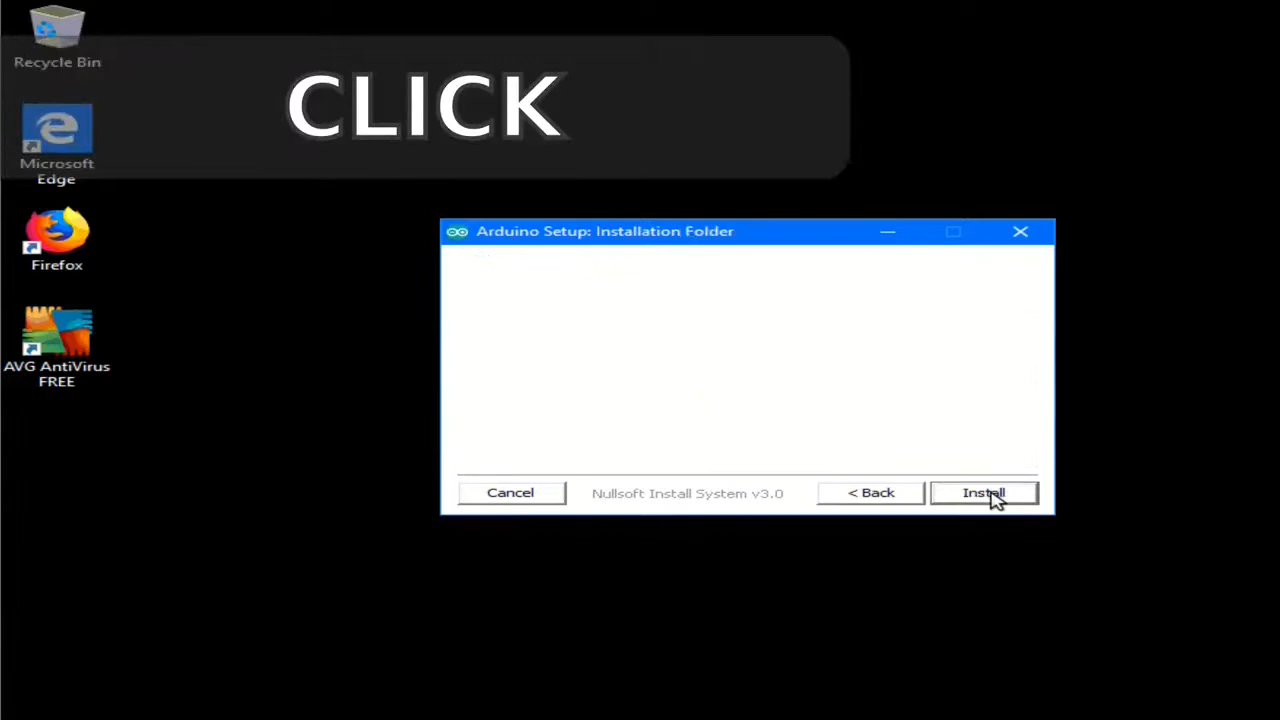 Recycle Bin
CLICK
Microsoft
Edge
Firefox
AVG AntiVirus
FREE
Arduino Setup: Installation Folder
Cancel
Nullsoft Install System v3.0
< Back
Install